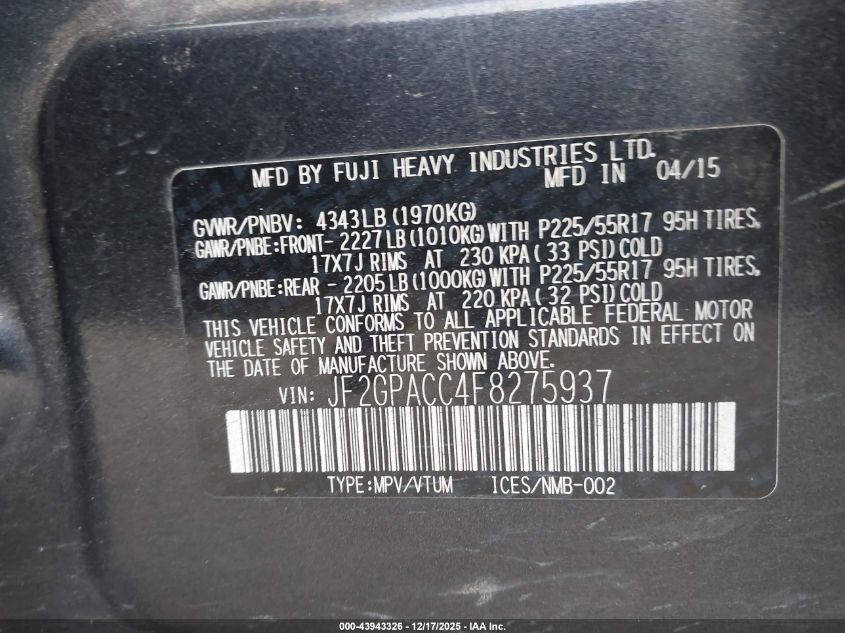 MFD BY FUJI HEAVY INDUSTRIES LTD.
MFD IN 04/15
GVWR/PNBV: 4343LB (1970KG)
GAWR/PNBE:FRONT- 2227LB (1010KG) WITH P225/55R17 95H TIRES,
17X7J RIMS AT 230 KPA ( 33 PSI) COLD
GAWR/PNBE:REAR - 2205LB (1000KG) WITH P225/55R17 95H TIRES,
17X7J RIMS AT 220 KPA ( 32 PSI) COLD
THIS VEHICLE CONFORMS TO ALL APPLICABLE FEDERAL MOTOR
VEHICLE SAFETY AND THEFT PREVENTION STANDARDS IN EFFECT ON
THE DATE OF MANUFACTURE SHOWN ABOVE.
VIN: JF2GPACC4F8275937
TYPE:MPV/VTUM ICES/NMB-002
000-43943326 - 12/17/2025 - IAA Inc.